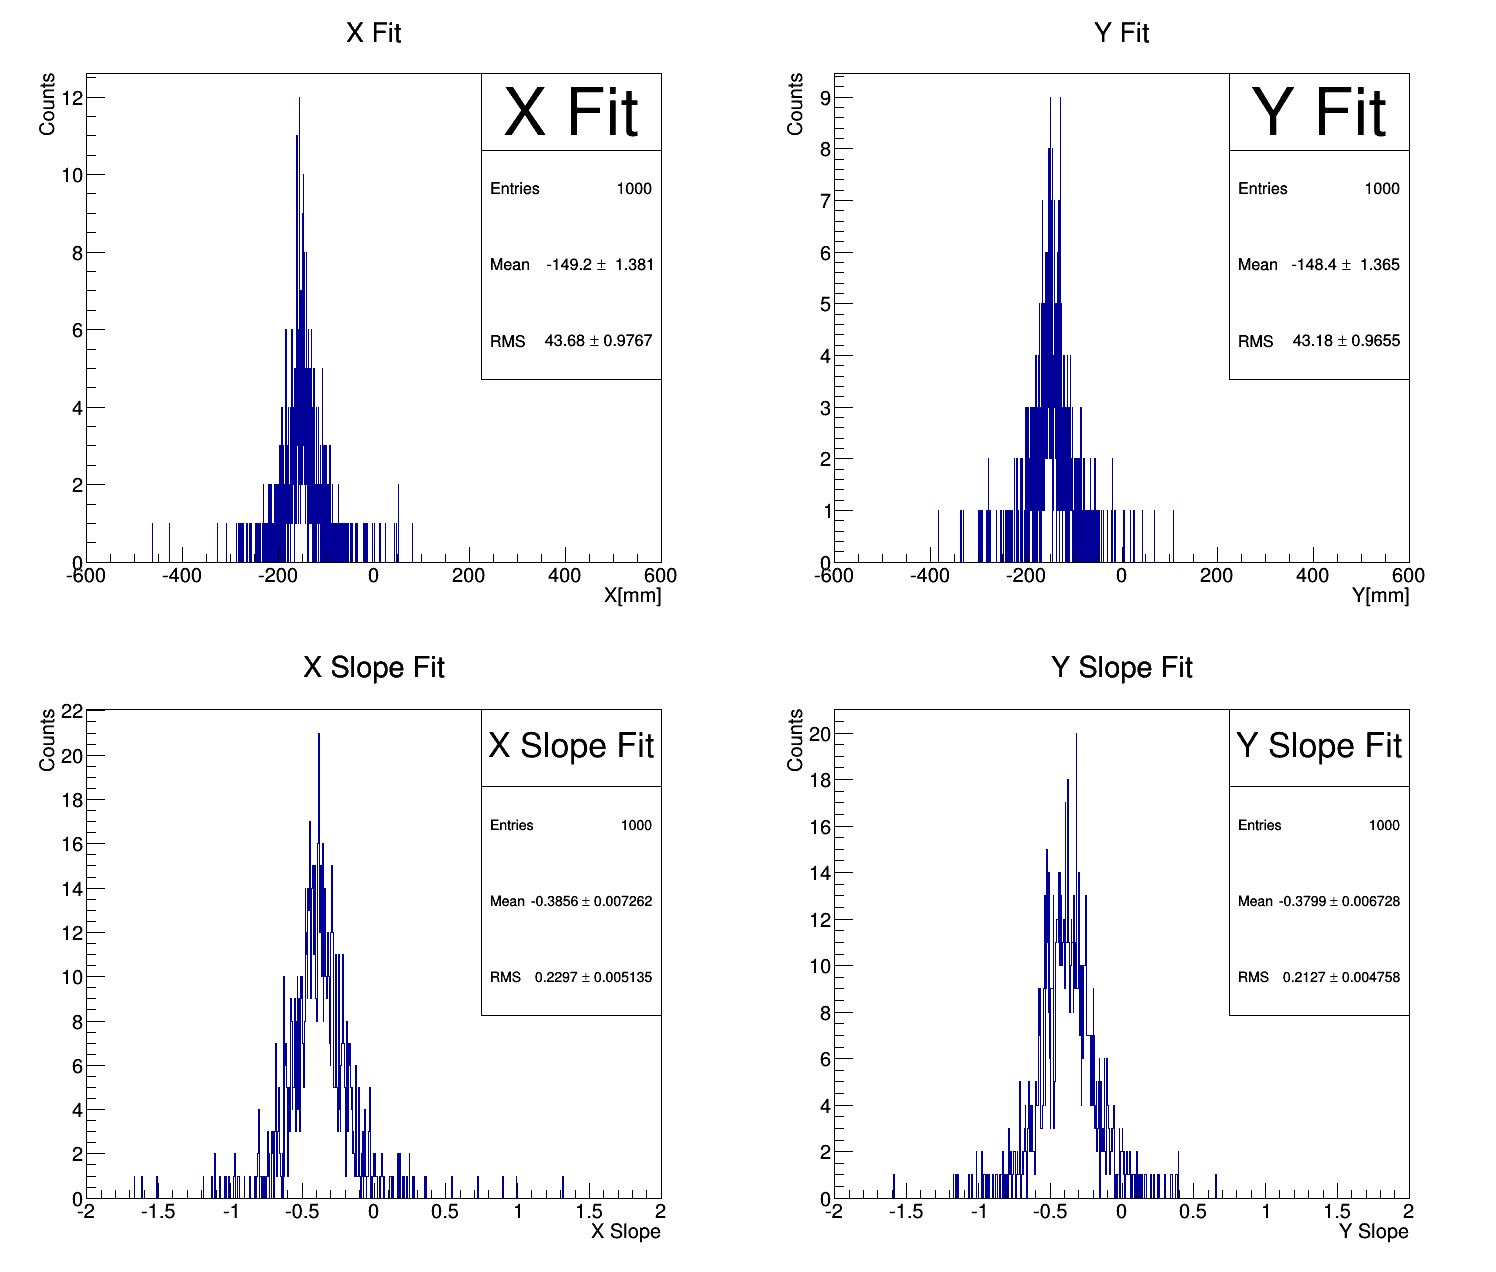 X Fit
Counts
12
10
8
6
4
2
0
-600 -400 -200 0 200 400 600
X[mm]
X Fit
Entries 1000
Mean -149.2 ± 1.381
RMS 43.68 ± 0.9767
Y Fit
Counts
9
8
7
6
5
4
3
2
1
0
-600 -400 -200 0 200 400 600
Y[mm]
Y Fit
Entries 1000
Mean -148.4 ± 1.365
RMS 43.18 ± 0.9655
X Slope Fit
Counts
22
20
18
16
14
12
10
8
6
4
2
0
-2 -1.5 -1 -0.5 0 0.5 1 1.5 2
X Slope
X Slope Fit
Entries 1000
Mean -0.3856 ± 0.007262
RMS 0.2297 ± 0.005135
Y Slope Fit
Counts
20
18
16
14
12
10
8
6
4
2
0
-2 -1.5 -1 -0.5 0 0.5 1 1.5 2
Y Slope
Y Slope Fit
Entries 1000
Mean -0.3799 ± 0.006728
RMS 0.2127 ± 0.004758